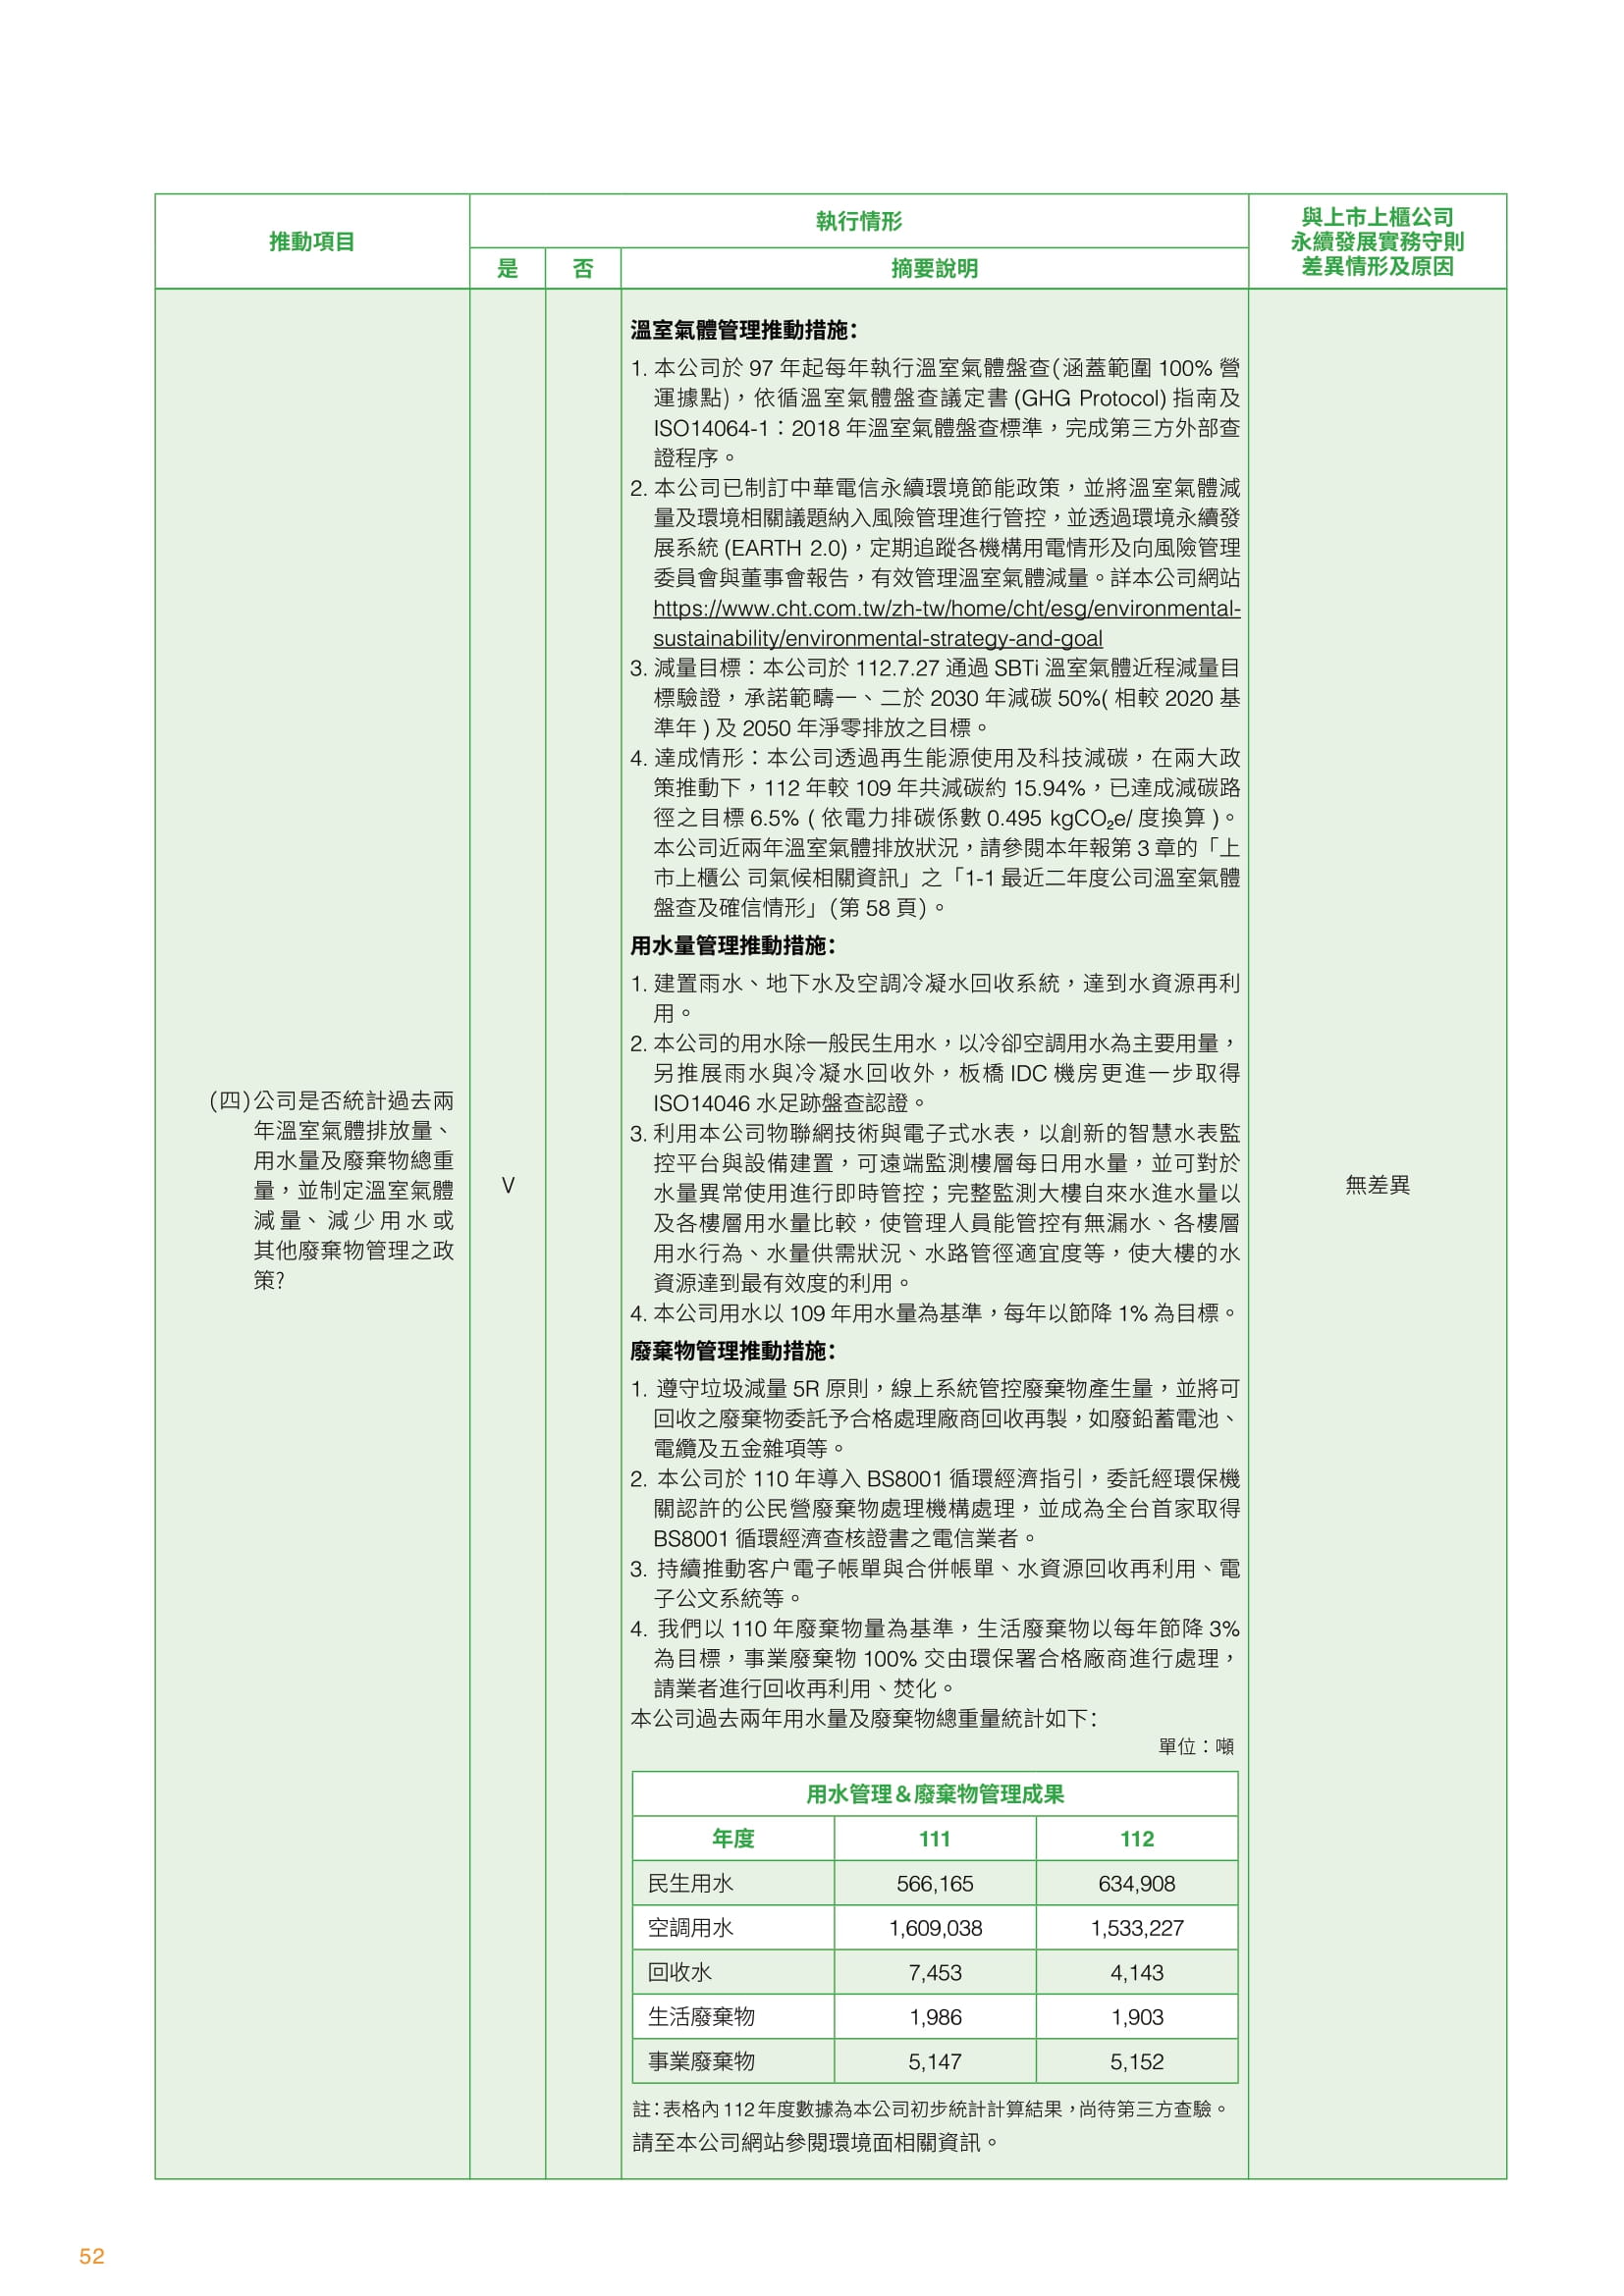 推動項目
執行情形
與上市上櫃公司
永續發展實務守則
差異情形及原因
是
否
摘要說明
(四)公司是否統計過去兩
年溫室氣體排放量、
用水量及廢棄物總重
量，並制定溫室氣體
減量、減少用水或
其他廢棄物管理之政
策?
V
溫室氣體管理推動措施：
1. 本公司於 97 年起每年執行溫室氣體盤查(涵蓋範圍 100% 營
運據點)，依循溫室氣體盤查議定書 (GHG Protocol) 指南及
ISO14064-1：2018 年溫室氣體盤查標準，完成第三方外部查
證程序。
2. 本公司已制訂中華電信永續環境節能政策，並將溫室氣體減
量及環境相關議題納入風險管理進行管控，並透過環境永續發
展系統 (EARTH 2.0)，定期追蹤各機構用電情形及向風險管理
委員會與董事會報告，有效管理溫室氣體減量。詳本公司網站
https://www.cht.com.tw/zh-tw/home/cht/esg/environmental-
sustainability/environmental-strategy-and-goal
3. 減量目標：本公司於 112.7.27 通過 SBTi 溫室氣體近程減量目
標驗證，承諾範疇一、二於 2030 年減碳 50%( 相較 2020 基
準年 ) 及 2050 年淨零排放之目標。
4. 達成情形：本公司透過再生能源使用及科技減碳，在兩大政
策推動下，112 年較 109 年共減碳約 15.94%，已達成減碳路
徑之目標 6.5% ( 依電力排碳係數 0.495 kgCO₂e/ 度換算 )。
本公司近兩年溫室氣體排放狀況，請參閱本年報第 3 章的「上
市上櫃公 司氣候相關資訊」之「1-1 最近二年度公司溫室氣體
盤查及確信情形」(第 58 頁)。
用水量管理推動措施：
1. 建置雨水、地下水及空調冷凝水回收系統，達到水資源再利
用。
2. 本公司的用水除一般民生用水，以冷卻空調用水為主要用量，
另推展雨水與冷凝水回收外，板橋 IDC 機房更進一步取得
ISO14046 水足跡盤查認證。
3. 利用本公司物聯網技術與電子式水表，以創新的智慧水表監
控平台與設備建置，可遠端監測樓層每日用水量，並可對於
水量異常使用進行即時管控；完整監測大樓自來水進水量以
及各樓層用水量比較，使管理人員能管控有無漏水、各樓層
用水行為、水量供需狀況、水路管徑適宜度等，使大樓的水
資源達到最有效度的利用。
4. 本公司用水以 109 年用水量為基準，每年以節降 1% 為目標。
廢棄物管理推動措施：
1. 遵守垃圾減量 5R 原則，線上系統管控廢棄物產生量，並將可
回收之廢棄物委託予合格處理廠商回收再製，如廢鉛蓄電池、
電纜及五金雜項等。
2. 本公司於 110 年導入 BS8001 循環經濟指引，委託經環保機
關認許的公民營廢棄物處理機構處理，並成為全台首家取得
BS8001 循環經濟查核證書之電信業者。
3. 持續推動客户電子帳單與合併帳單、水資源回收再利用、電
子公文系統等。
4. 我們以 110 年廢棄物量為基準，生活廢棄物以每年節降 3%
為目標，事業廢棄物 100% 交由環保署合格廠商進行處理，
請業者進行回收再利用、焚化。
本公司過去兩年用水量及廢棄物總重量統計如下：
單位：噸
用水管理＆廢棄物管理成果
年度 111 112
民生用水 566,165 634,908
空調用水 1,609,038 1,533,227
回收水 7,453 4,143
生活廢棄物 1,986 1,903
事業廢棄物 5,147 5,152
註：表格內 112 年度數據為本公司初步統計計算結果，尚待第三方查驗。
請至本公司網站參閱環境面相關資訊。
無差異
52